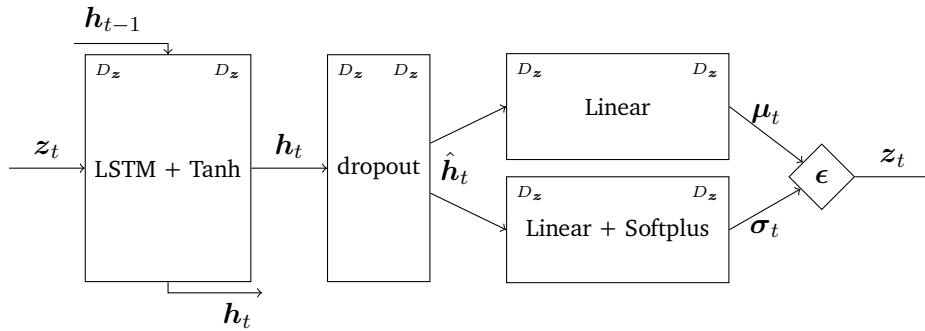 h_{t−1}
D_z D_z
z_t
LSTM + Tanh
h_t
h_t
D_z D_z
dropout
ĥ_t
D_z D_z
Linear
D_z D_z
Linear + Softplus
μ_t
σ_t
ϵ
z_t